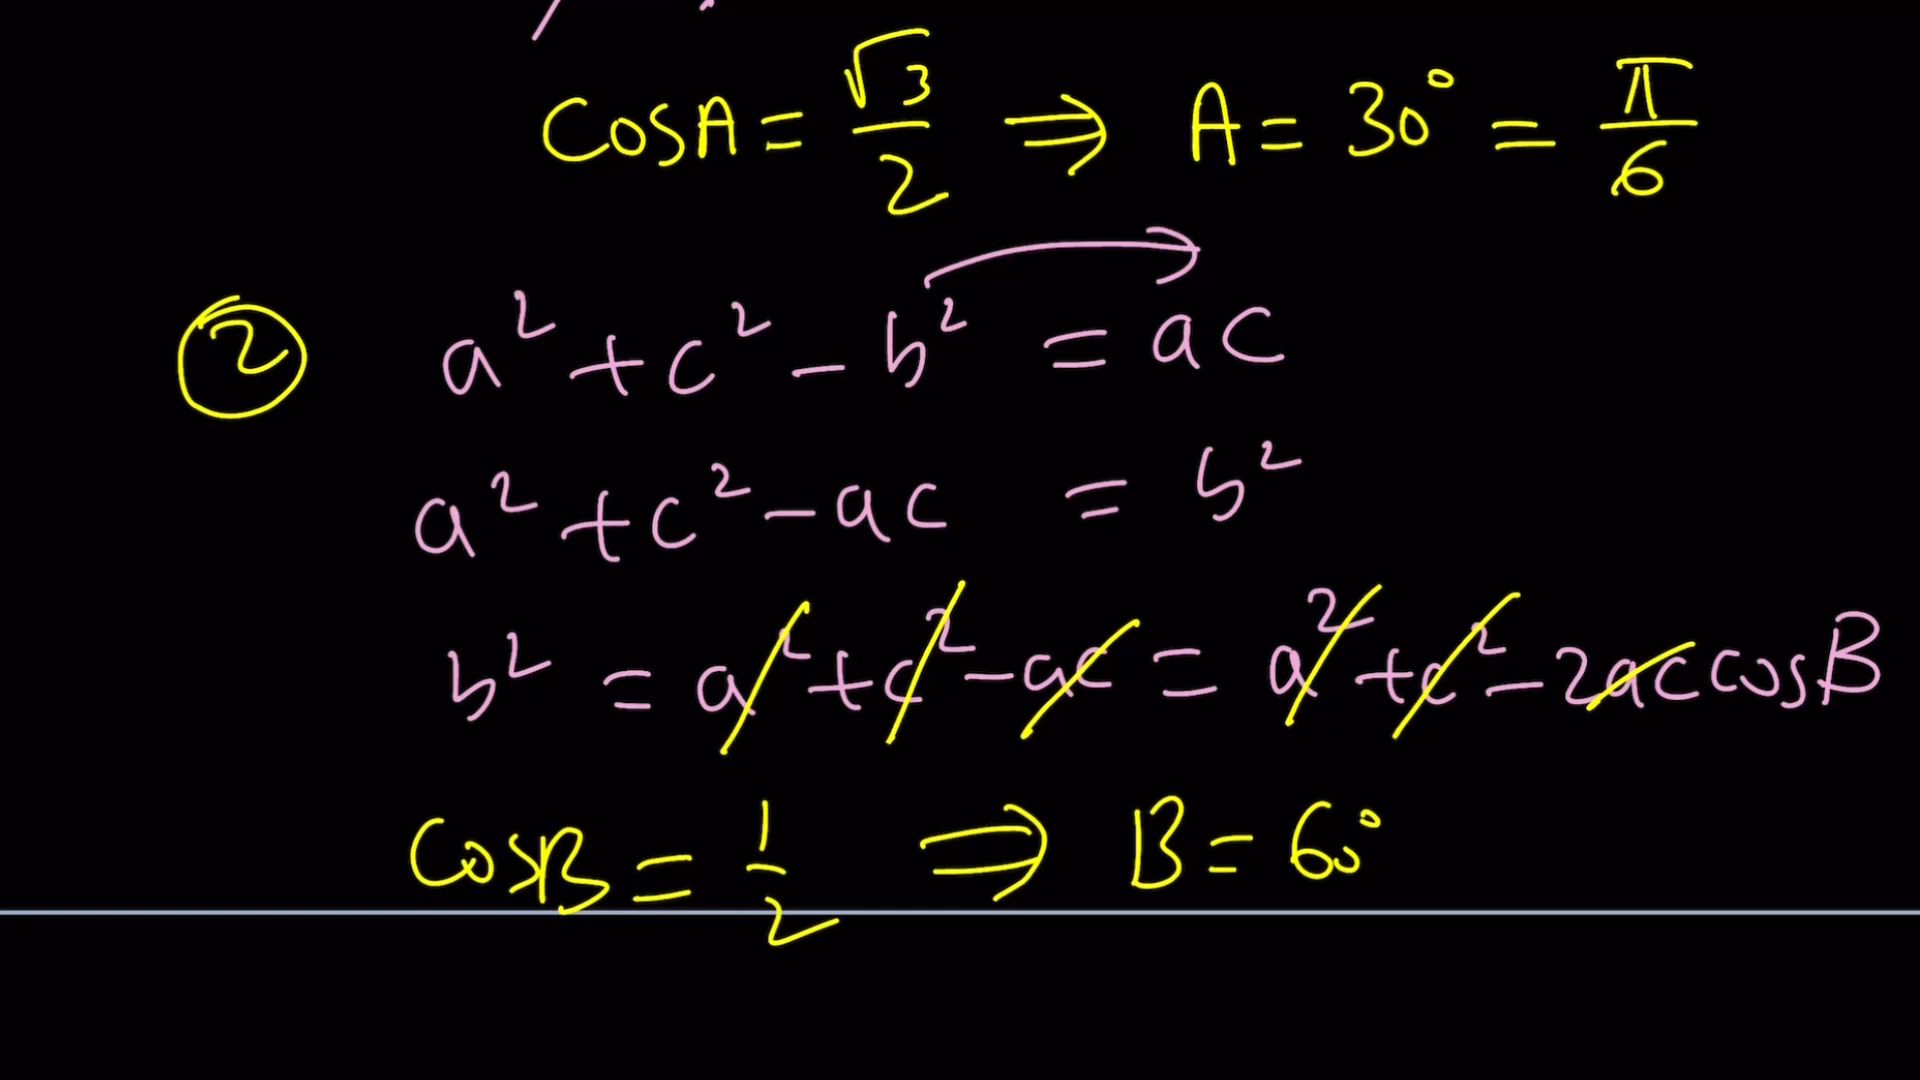 cosA = √3/2 ⇒ A = 30° = π/6
② a² + c² - b² = ac
a² + c² - ac = b²
b² = a² + c² - ac = a² + c² - 2ac cosB
cosB = 1/2 ⇒ B = 60°